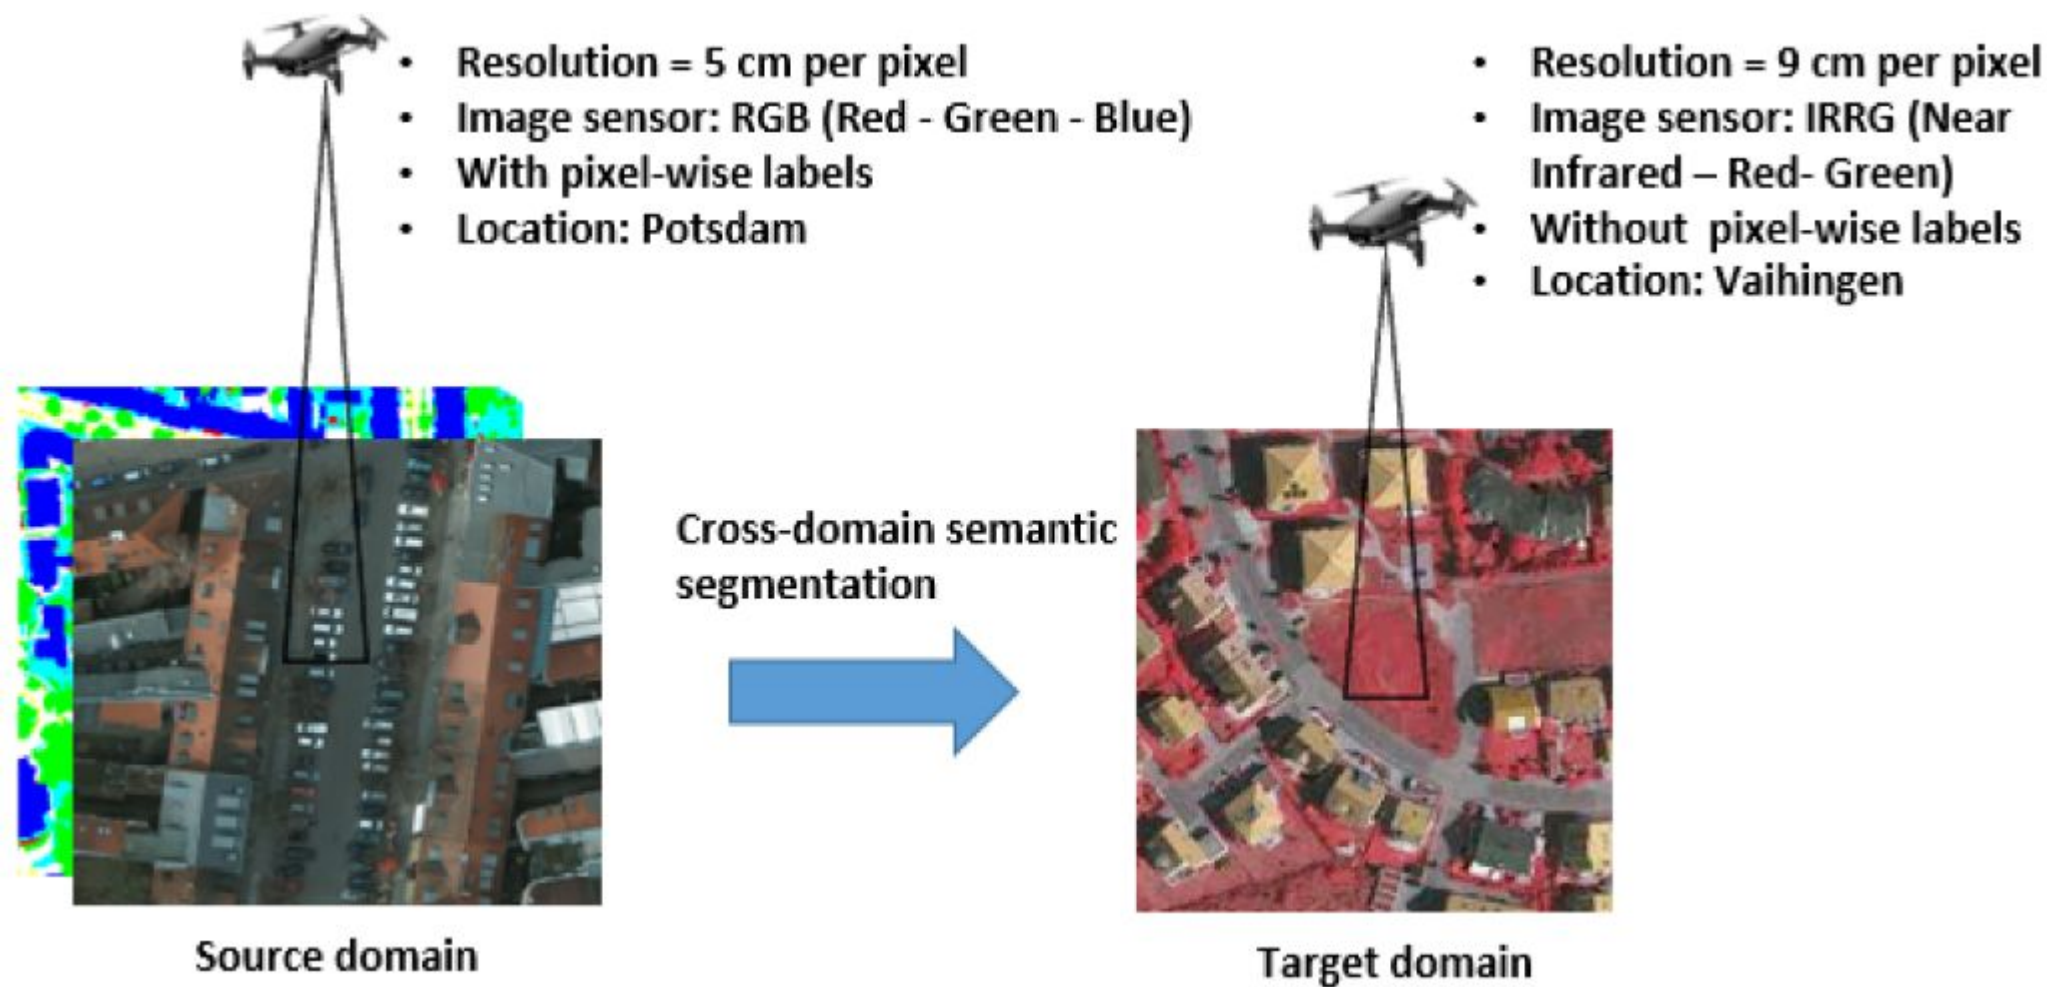 • Resolution = 5 cm per pixel
• Image sensor: RGB (Red - Green - Blue)
• With pixel-wise labels
• Location: Potsdam
• Resolution = 9 cm per pixel
• Image sensor: IRRG (Near
Infrared – Red- Green)
• Without pixel-wise labels
• Location: Vaihingen
Cross-domain semantic
segmentation
Source domain
Target domain